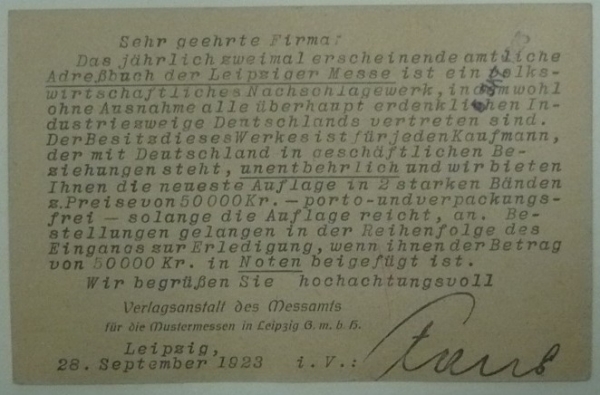 Sehr geehrte Firma!
Das jährlich zweimal erscheinende amtliche
Adreßbuch der Leipziger Messe ist ein volks-
wirtschaftliches Nachschlagewerk, in dem wohl
ohne Ausnahme alle überhaupt erdenklichen In-
dustriezweige Deutschlands vertreten sind.
Der Besitz dieses Werkes ist für jeden Kaufmann,
der mit Deutschland in geschäftlichen Be-
ziehungen steht, unentbehrlich und wir bieten
Ihnen die neueste Auflage in 2 starken Bänden
z. Preise von 50000 Kr. — porto- und verpackungs-
frei — solange die Auflage reicht, an. Be-
stellungen gelangen in der Reihenfolge des
Eingangs zur Erledigung, wenn ihnen der Betrag
von 50000 Kr. in Noten beigefügt ist.
Wir begrüßen Sie hochachtungsvoll
Verlagsanstalt des Messamts
für die Mustermessen in Leipzig G. m. b. H.
Leipzig,
28. September 1923 i. V.: